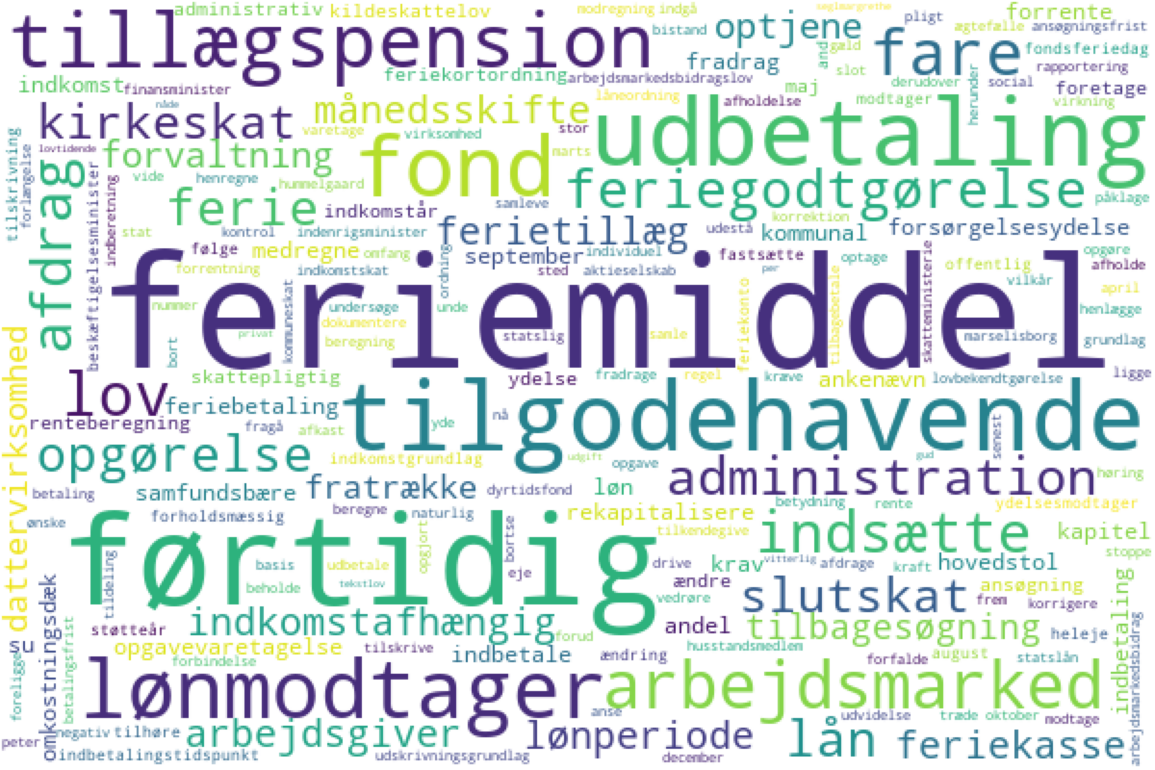 administrativ kildeskattelov modregning indgå seglmargrethe pligt forrente
tillægspension bistand optjene and gæld fare ægtefælle ansøgningsfrist
fradrag slot fondsferiedag
indkomst finansminister feriekortordning arbejdsmarkedsbidragslov maj derudover social rapportering
kirkeskat månedsskifte låneordning afholdelse modtager herunder foretage
nåde varetage virksomhed stor udbetaling virkning
tilskrivning forlængelse lovtidende afdrag forvaltning fond marts
vide henregne hummelgaard samleve feriegodtgørelse påklage
beskæftigelsesminister indberetning ferie indkomstår korrektion
stat kontrol indenrigsminister ferietillæg udestå kommunal forsørgelsesydelse
følge medregne omfang ordning september individuel fastsætte optage skatteministerie opgøre
forrentning indkomstskat sted aktieselskab per offentlig afholde
nummer kommuneskat undersøge unde feriemiddel feriekonto tilbagebetale vilkår april
dokumentere henlægge
bort privat beregning statslig samle marselisborg grundlag
dattervirksomhed lov skattepligtig ydelse fradrage regel kræve ankenævn lovbekendtgørelse ligge
feriebetaling nå tilgodehavende
renteberegning fragå afkast yde senest
opgørelse indkomstgrundlag udgift opgave administration gud høring
betaling samfundsbære fratrække dyrtidsfond løn betydning rente ydelsesmodtager
ønske forholdsmæssig beregne naturlig rekapitalisere indsætte kapitel
førtidig opgjort bortse tilkendegive stoppe
omkostningsdæk tildeling basis udbetale eje drive krav vitterlig afdrage kraft hovedstol
beholde tekstlov vedrøre ændre slutskat frem ansøgning indbetaling
støtteår indkomstafhængig andel tilbagesøgning korrigere arbejdsmarkedsbidrag
su opgavevaretagelse tilskrive forud husstandsmedlem heleje
foreligge betalingsfrist forbindelse indbetale ændring forfalde august statslån
lønmodtager arbejdsmarked
anse udvidelse træde oktober modtage
peter negativ tilhøre arbejdsgiver lønperiode lån feriekasse
indbetalingstidspunkt udskrivningsgrundlag december